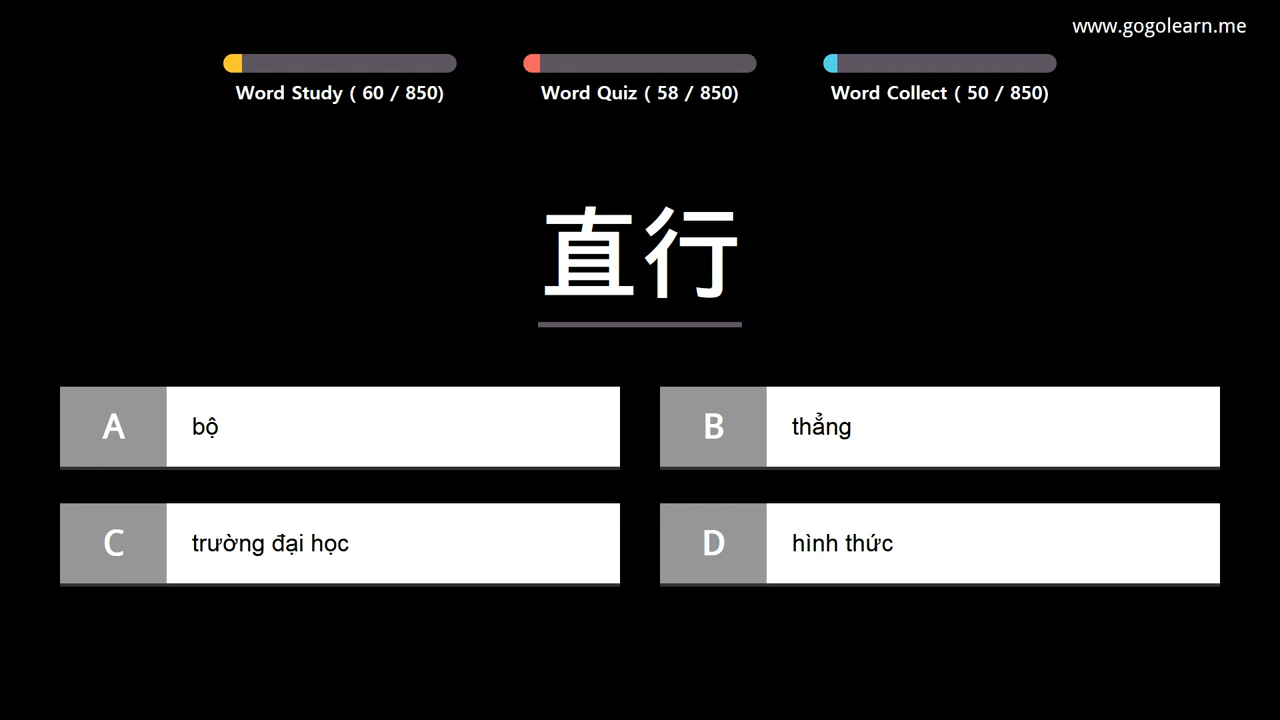 www.gogolearn.me
Word Study ( 60 / 850)
Word Quiz ( 58 / 850)
Word Collect ( 50 / 850)
直行
A bộ
B thẳng
C trường đại học
D hình thức